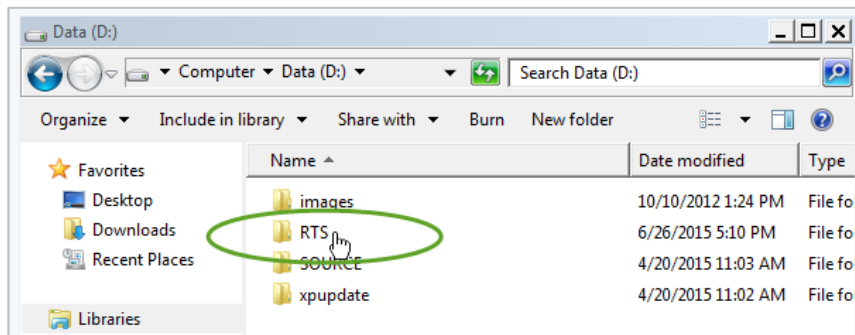 Data (D:)
Computer Data (D:) Search Data (D:)
Organize Include in library Share with Burn New folder
Favorites Name Date modified Type
Desktop images 10/10/2012 1:24 PM File fo
Downloads RTS 6/26/2015 5:10 PM File fo
Recent Places SOURCE 4/20/2015 11:03 AM File fo
xpupdate 4/20/2015 11:02 AM File fo
Libraries